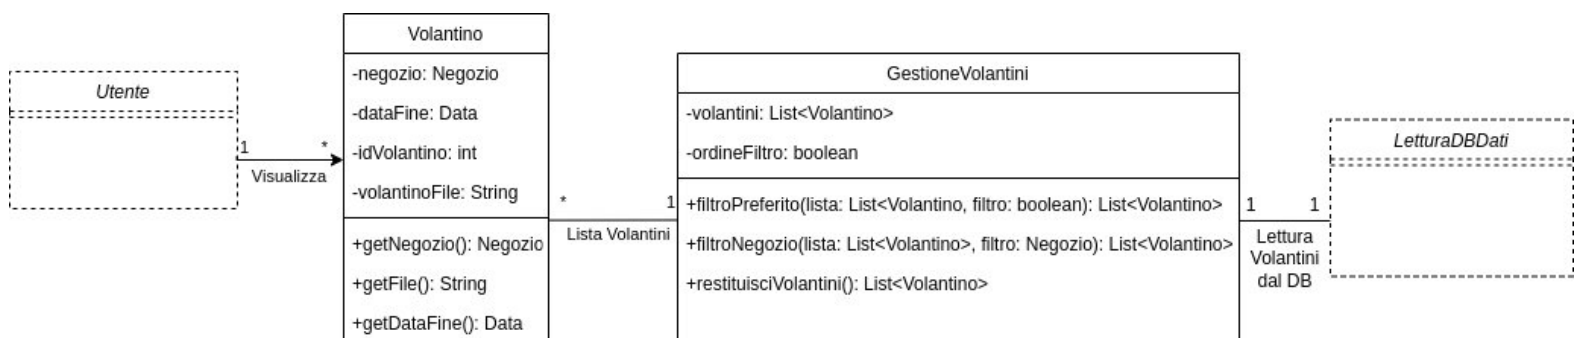 Utente
1
*
Visualizza
Volantino
-negozio: Negozio
-dataFine: Data
-idVolantino: int
-volantinoFile: String
+getNegozio(): Negozio
+getFile(): String
+getDataFine(): Data
*
1
Lista Volantini
GestioneVolantini
-volantini: List<Volantino>
-ordineFiltro: boolean
+filtroPreferito(lista: List<Volantino, filtro: boolean): List<Volantino>
+filtroNegozio(lista: List<Volantino>, filtro: Negozio): List<Volantino>
+restituisciVolantini(): List<Volantino>
1
1
Lettura
Volantini
dal DB
LetturaDBDati